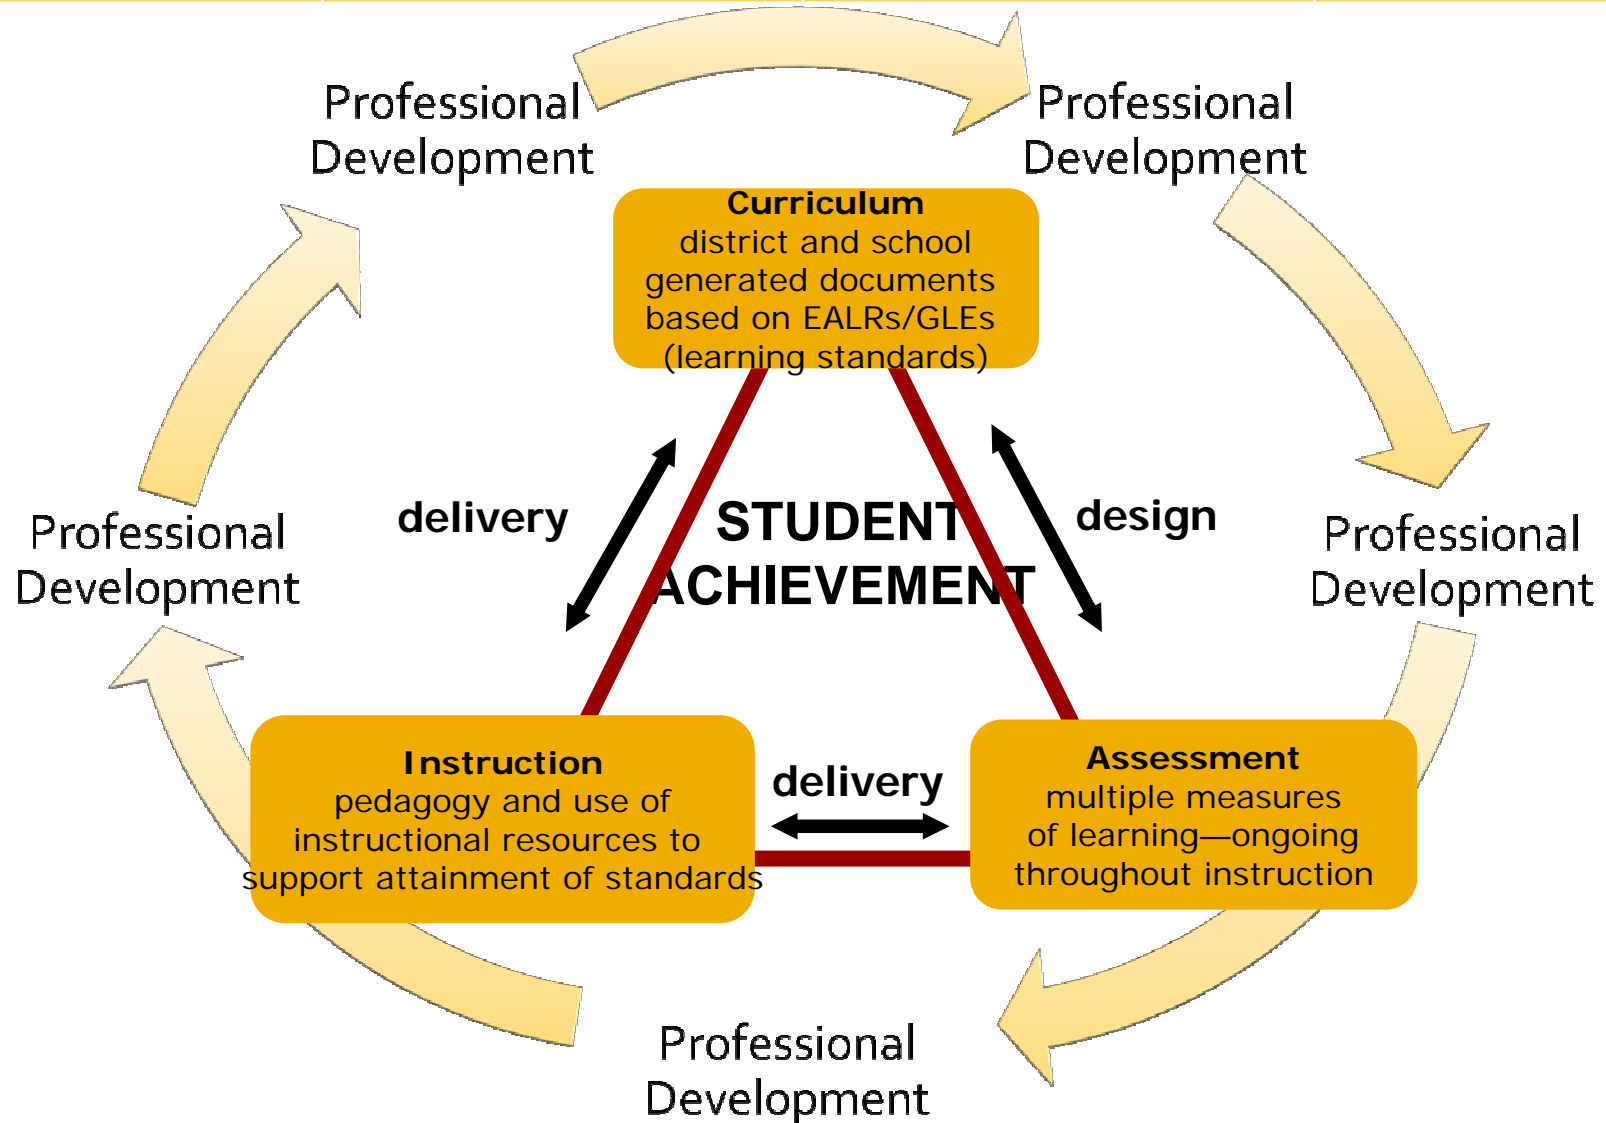 Professional
Development
Professional
Development
Curriculum
district and school
generated documents
based on EALRs/GLEs
(learning standards)
delivery
STUDENT
ACHIEVEMENT
design
Professional
Development
Professional
Development
Instruction
pedagogy and use of
instructional resources to
support attainment of standards
delivery
Assessment
multiple measures
of learning—ongoing
throughout instruction
Professional
Development